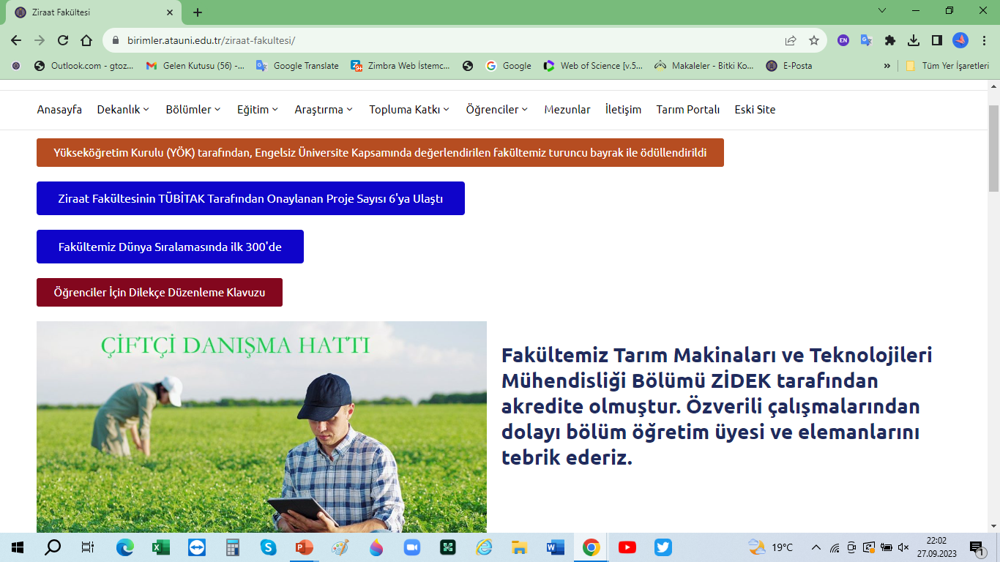 Ziraat Fakültesi
birimler.atauni.edu.tr/ziraat-fakultesi/
EN
Outlook.com - gtoz...
Gelen Kutusu (56) -...
Google Translate
Zimbra Web İstemc...
Google
Web of Science [v.5...
Makaleler - Bitki Ko...
E-Posta
»
Tüm Yer İşaretleri
Anasayfa Dekanlık Bölümler Eğitim Araştırma Topluma Katkı Öğrenciler Mezunlar İletişim Tarım Portalı Eski Site
Yükseköğretim Kurulu (YÖK) tarafından, Engelsiz Üniversite Kapsamında değerlendirilen fakültemiz turuncu bayrak ile ödüllendirildi
Ziraat Fakültesinin TÜBİTAK Tarafından Onaylanan Proje Sayısı 6'ya Ulaştı
Fakültemiz Dünya Sıralamasında ilk 300'de
Öğrenciler İçin Dilekçe Düzenleme Klavuzu
ÇİFTÇİ DANIŞMA HATTI
Fakültemiz Tarım Makinaları ve Teknolojileri
Mühendisliği Bölümü ZİDEK tarafından
akredite olmuştur. Özverili çalışmalarından
dolayı bölüm öğretim üyesi ve elemanlarını
tebrik ederiz.
19°C
22:02
27.09.2023
1